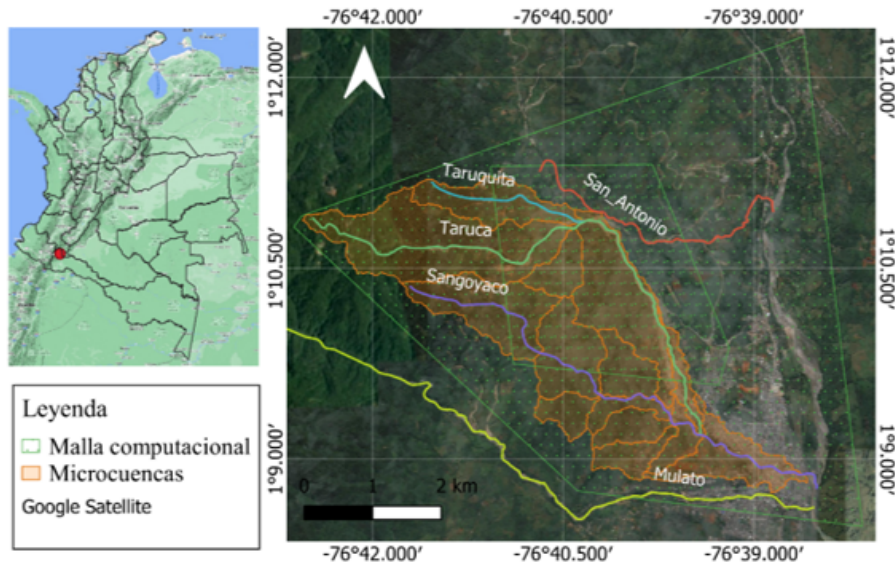 -76°42.000' -76°40.500' -76°39.000'
1°12.000' 1°12.000'
Taruquita
San_Antonio
Taruca
1°10.500' 1°10.500'
Sangoyaco
Leyenda
Malla computacional
Microcuencas
Google Satellite
1°9.000' 1°9.000'
Mulato
0 1 2 km
-76°42.000' -76°40.500' -76°39.000'